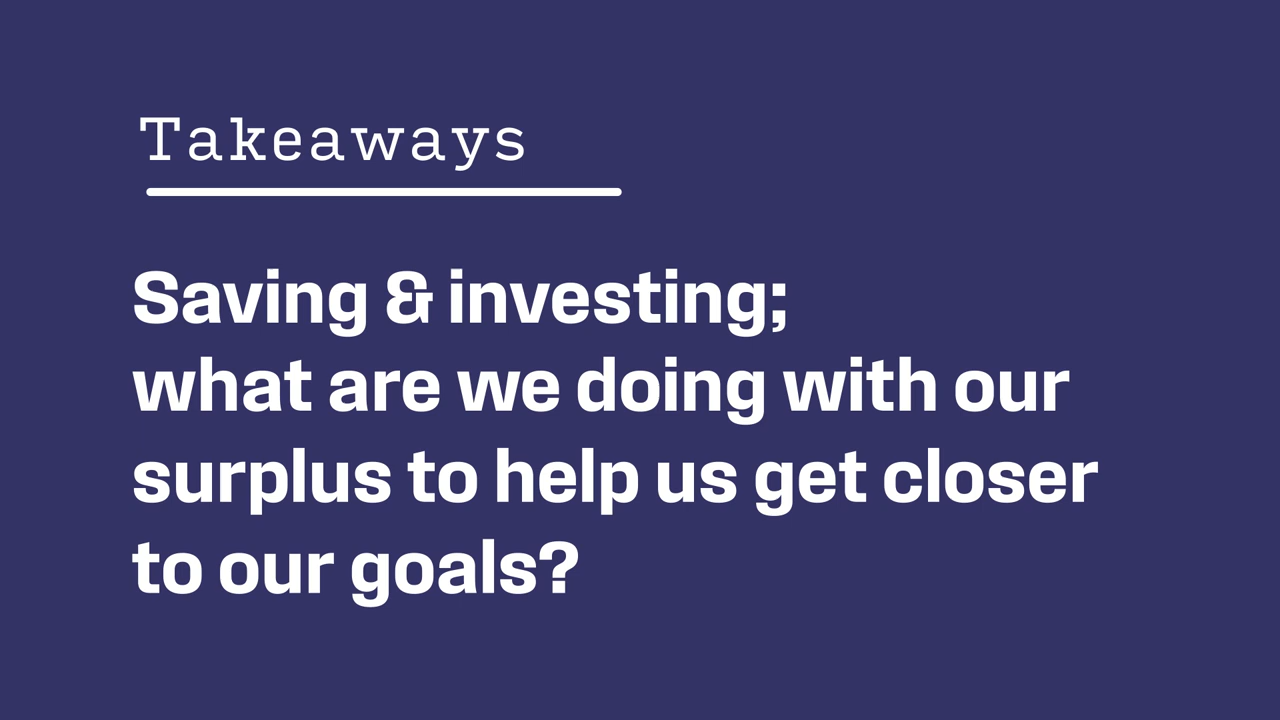 Takeaways
Saving & investing;
what are we doing with our
surplus to help us get closer
to our goals?